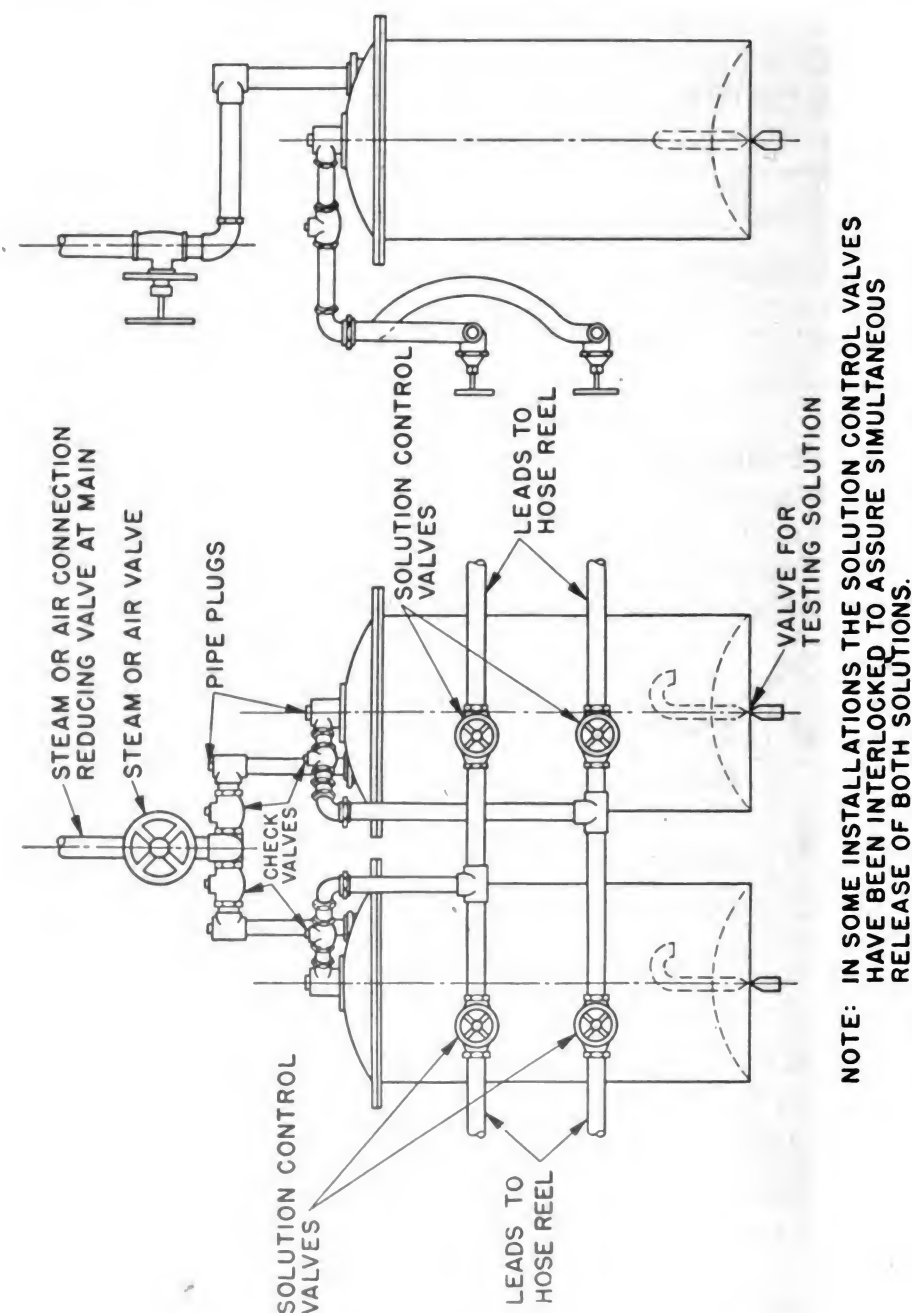 STEAM OR AIR CONNECTION
REDUCING VALVE AT MAIN
STEAM OR AIR VALVE
PIPE PLUGS
CHECK
VALVES
SOLUTION CONTROL
VALVES
SOLUTION CONTROL
VALVES
LEADS TO
HOSE REEL
LEADS TO
HOSE REEL
VALVE FOR
TESTING SOLUTION
NOTE: IN SOME INSTALLATIONS THE SOLUTION CONTROL VALVES
HAVE BEEN INTERLOCKED TO ASSURE SIMULTANEOUS
RELEASE OF BOTH SOLUTIONS.